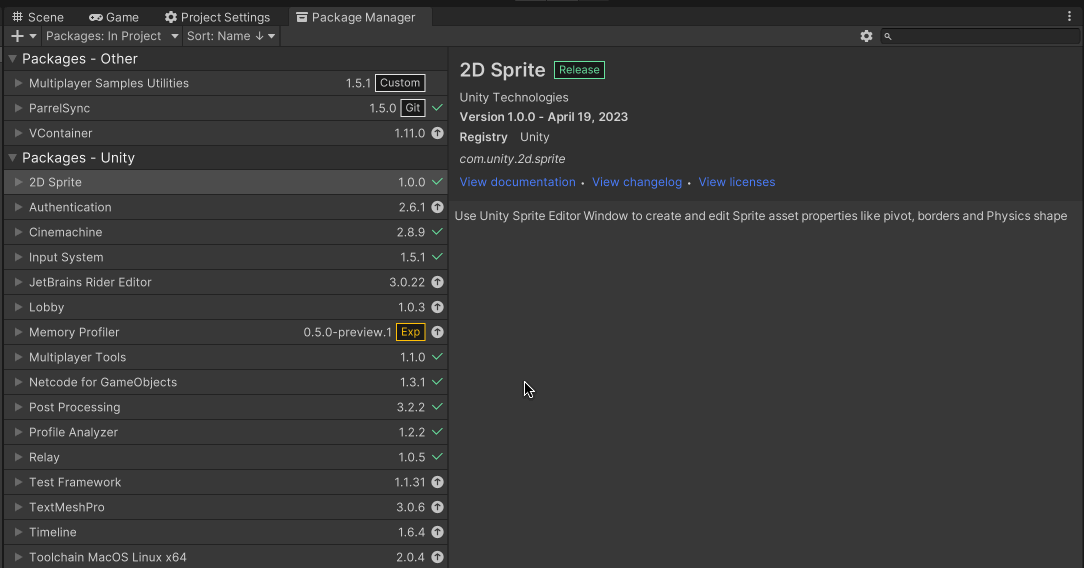 Scene Game Project Settings Package Manager
Packages: In Project Sort: Name ↓
Packages - Other
Multiplayer Samples Utilities 1.5.1 Custom
ParrelSync 1.5.0 Git
VContainer 1.11.0
Packages - Unity
2D Sprite 1.0.0
Authentication 2.6.1
Cinemachine 2.8.9
Input System 1.5.1
JetBrains Rider Editor 3.0.22
Lobby 1.0.3
Memory Profiler 0.5.0-preview.1 Exp
Multiplayer Tools 1.1.0
Netcode for GameObjects 1.3.1
Post Processing 3.2.2
Profile Analyzer 1.2.2
Relay 1.0.5
Test Framework 1.1.31
TextMeshPro 3.0.6
Timeline 1.6.4
Toolchain MacOS Linux x64 2.0.4
2D Sprite Release
Unity Technologies
Version 1.0.0 - April 19, 2023
Registry Unity
com.unity.2d.sprite
View documentation • View changelog • View licenses
Use Unity Sprite Editor Window to create and edit Sprite asset properties like pivot, borders and Physics shape